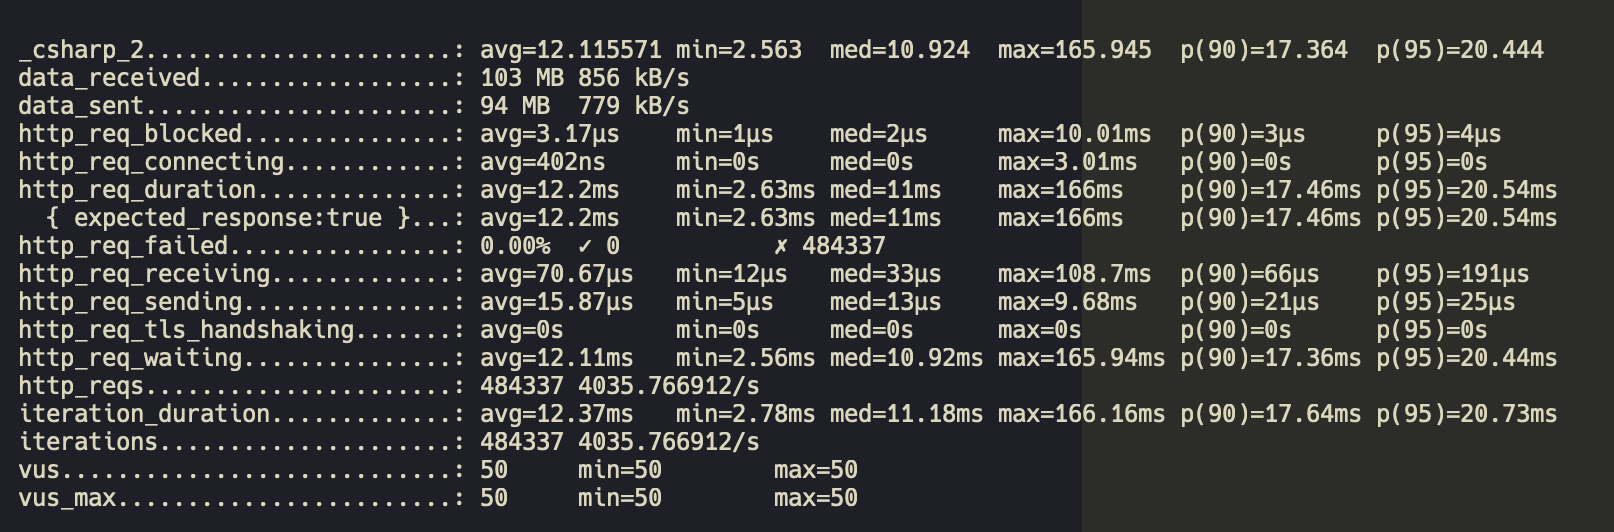 _csharp_2......................: avg=12.115571 min=2.563  med=10.924  max=165.945  p(90)=17.364  p(95)=20.444
data_received..................: 103 MB 856 kB/s
data_sent......................: 94 MB  779 kB/s
http_req_blocked...............: avg=3.17µs    min=1µs    med=2µs     max=10.01ms  p(90)=3µs     p(95)=4µs
http_req_connecting............: avg=402ns     min=0s     med=0s      max=3.01ms   p(90)=0s      p(95)=0s
http_req_duration..............: avg=12.2ms    min=2.63ms med=11ms    max=166ms    p(90)=17.46ms p(95)=20.54ms
  { expected_response:true }...: avg=12.2ms    min=2.63ms med=11ms    max=166ms    p(90)=17.46ms p(95)=20.54ms
http_req_failed................: 0.00%  ✓ 0           ✗ 484337
http_req_receiving.............: avg=70.67µs   min=12µs   med=33µs    max=108.7ms  p(90)=66µs    p(95)=191µs
http_req_sending...............: avg=15.87µs   min=5µs    med=13µs    max=9.68ms   p(90)=21µs    p(95)=25µs
http_req_tls_handshaking.......: avg=0s        min=0s     med=0s      max=0s       p(90)=0s      p(95)=0s
http_req_waiting...............: avg=12.11ms   min=2.56ms med=10.92ms max=165.94ms p(90)=17.36ms p(95)=20.44ms
http_reqs......................: 484337 4035.766912/s
iteration_duration.............: avg=12.37ms   min=2.78ms med=11.18ms max=166.16ms p(90)=17.64ms p(95)=20.73ms
iterations.....................: 484337 4035.766912/s
vus............................: 50     min=50        max=50
vus_max........................: 50     min=50        max=50